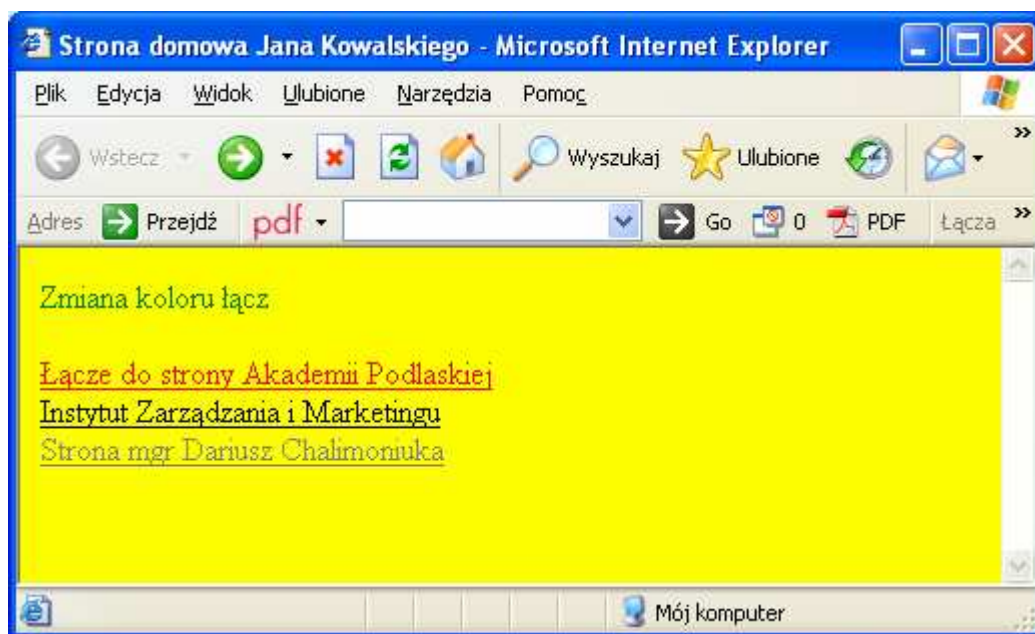 Strona domowa Jana Kowalskiego - Microsoft Internet Explorer
Plik Edycja Widok Ulubione Narzędzia Pomoc
Wstecz Wyszukaj Ulubione »
Adres Przejdź pdf Go 0 PDF Łącza »
Zmiana koloru łącz
Łącze do strony Akademii Podlaskiej
Instytut Zarządzania i Marketingu
Strona mgr Dariusz Chalimoniuka
Mój komputer